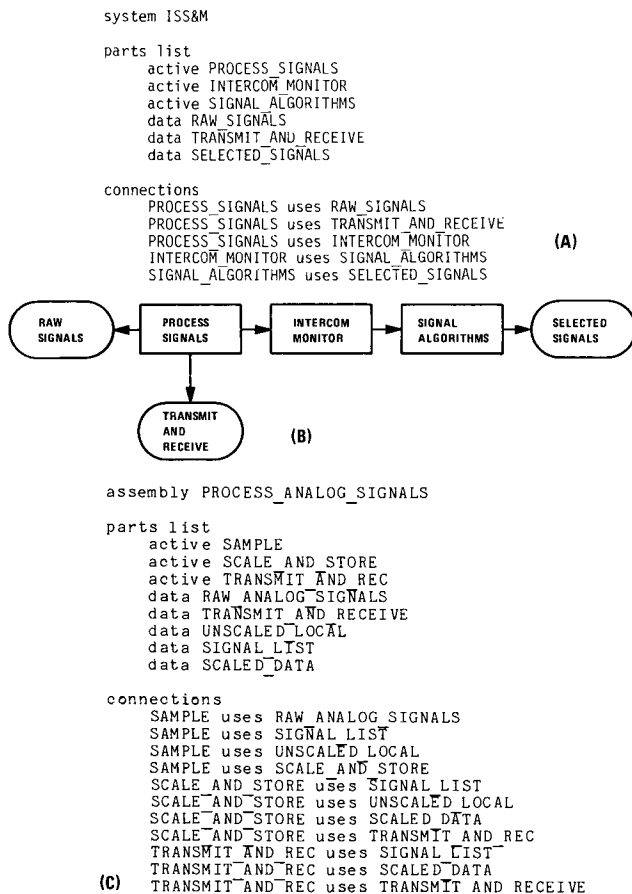 system ISS&M
parts list
active PROCESS_SIGNALS
active INTERCOM_MONITOR
active SIGNAL_ALGORITHMS
data RAW_SIGNALS
data TRANSMIT_AND_RECEIVE
data SELECTED_SIGNALS
connections
PROCESS_SIGNALS uses RAW_SIGNALS
PROCESS_SIGNALS uses TRANSMIT_AND_RECEIVE
PROCESS_SIGNALS uses INTERCOM_MONITOR
(A)
INTERCOM_MONITOR uses SIGNAL_ALGORITHMS
SIGNAL_ALGORITHMS uses SELECTED_SIGNALS
RAW
SIGNALS
PROCESS
SIGNALS
INTERCOM
MONITOR
SIGNAL
ALGORITHMS
SELECTED
SIGNALS
TRANSMIT
AND
RECEIVE
(B)
assembly PROCESS_ANALOG_SIGNALS
parts list
active SAMPLE
active SCALE_AND_STORE
active TRANSMIT_AND_REC
data RAW_ANALOG_SIGNALS
data TRANSMIT_AND_RECEIVE
data UNSCALED_LOCAL
data SIGNAL_LIST
data SCALED_DATA
connections
SAMPLE uses RAW_ANALOG_SIGNALS
SAMPLE uses SIGNAL_LIST
SAMPLE uses UNSCALED_LOCAL
SAMPLE uses SCALE_AND_STORE
SCALE_AND_STORE uses SIGNAL_LIST
SCALE_AND_STORE uses UNSCALED_LOCAL
SCALE_AND_STORE uses SCALED_DATA
SCALE_AND_STORE uses TRANSMIT_AND_REC
TRANSMIT_AND_REC uses SIGNAL_LIST
TRANSMIT_AND_REC uses SCALED_DATA
(C) TRANSMIT_AND_REC uses TRANSMIT_AND_RECEIVE